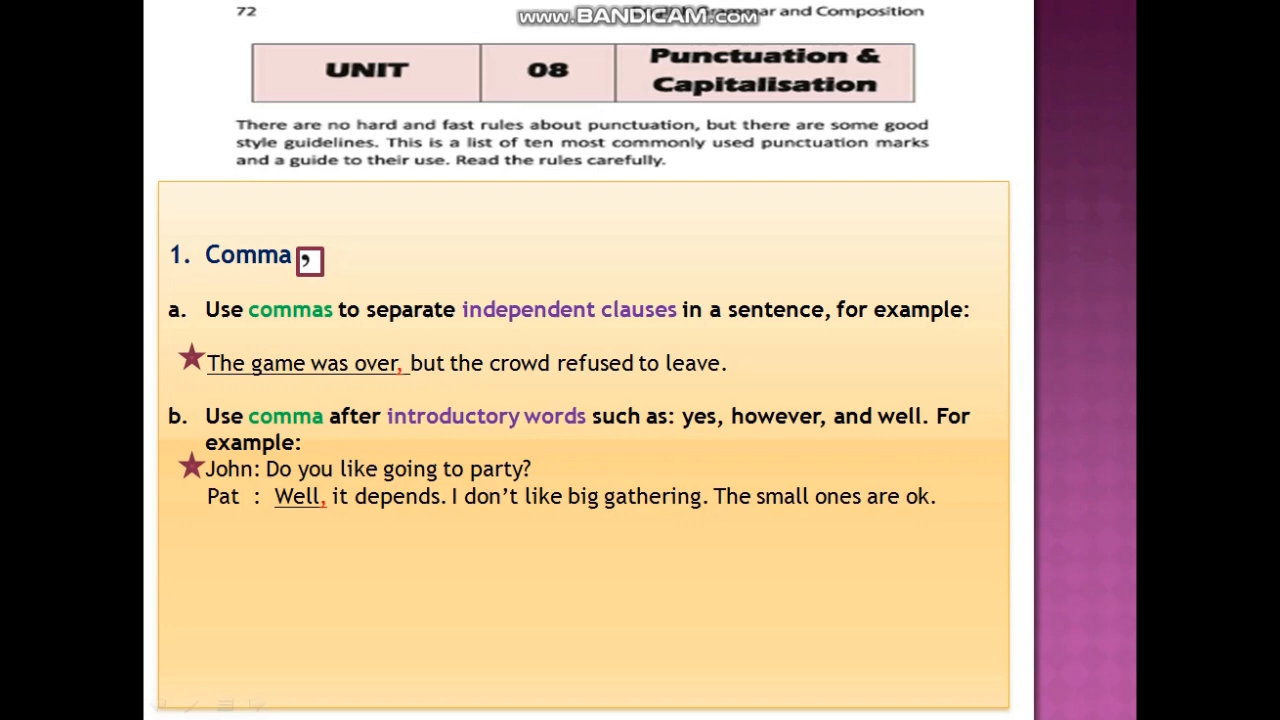 72
www.BANDICAM.com
Grammar and Composition
UNIT 08 Punctuation &
Capitalisation
There are no hard and fast rules about punctuation, but there are some good
style guidelines. This is a list of ten most commonly used punctuation marks
and a guide to their use. Read the rules carefully.
1. Comma ,
a. Use commas to separate independent clauses in a sentence, for example:
The game was over, but the crowd refused to leave.
b. Use comma after introductory words such as: yes, however, and well. For
example:
John: Do you like going to party?
Pat : Well, it depends. I don't like big gathering. The small ones are ok.